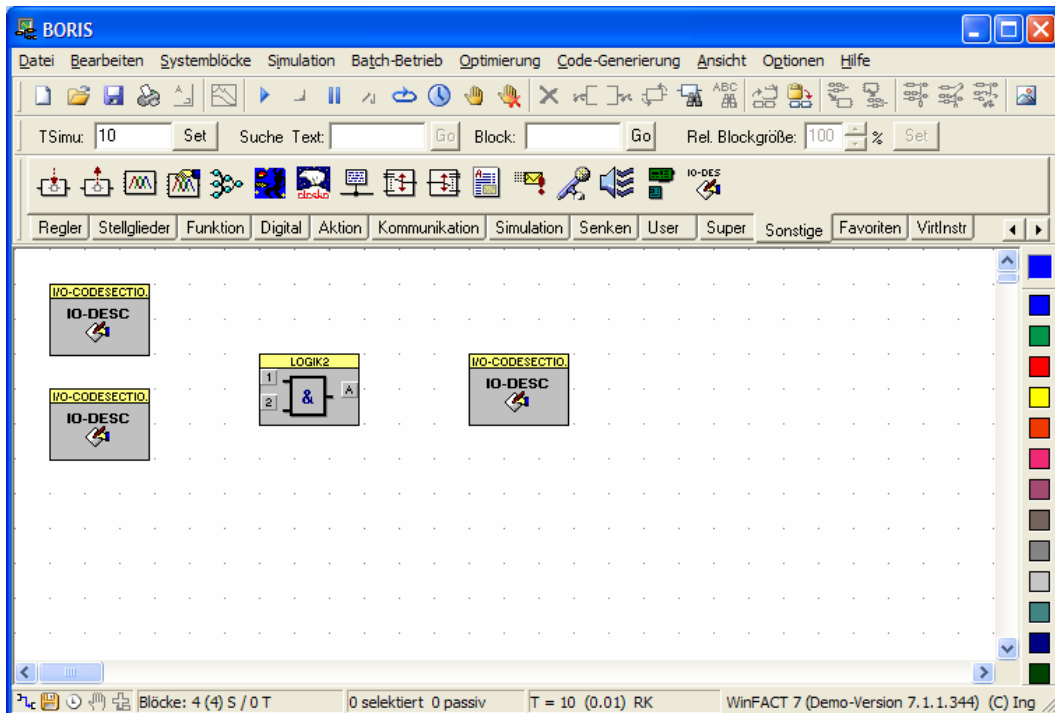 BORIS
Datei Bearbeiten Systemblöcke Simulation Batch-Betrieb Optimierung Code-Generierung Ansicht Optionen Hilfe
ABC
TSimu: 10 Set Suche Text: Go Block: Go Rel. Blockgröße: 100 % Set
IO-DES
Regler Stellglieder Funktion Digital Aktion Kommunikation Simulation Senken User Super Sonstige Favoriten VirtInstr
I/O-CODESECTIO.
IO-DESC
LOGIK2
1
2
&
A
I/O-CODESECTIO.
IO-DESC
I/O-CODESECTIO.
IO-DESC
Blöcke: 4 (4) S / 0 T 0 selektiert 0 passiv T = 10 (0.01) RK WinFACT 7 (Demo-Version 7.1.1.344) (C) Ing